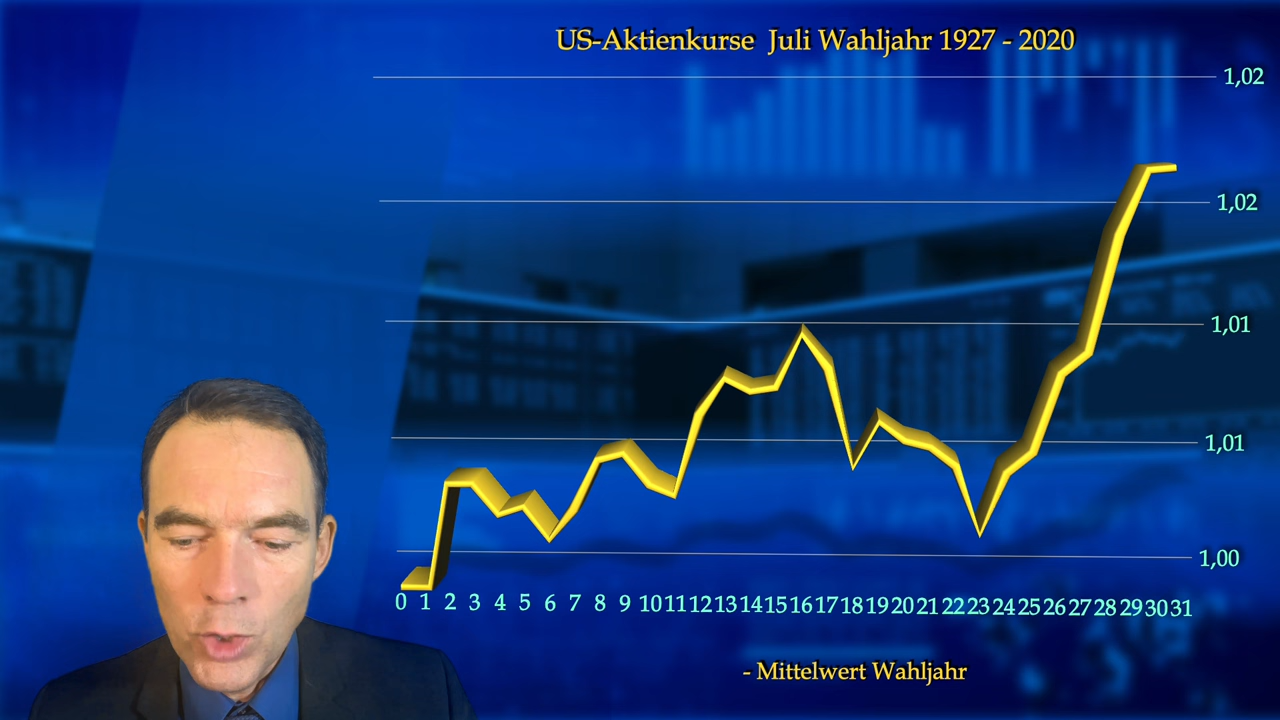 US-Aktienkurse Juli Wahljahr 1927 - 2020
1,02
1,02
1,01
1,01
1,00
0 1 2 3 4 5 6 7 8 9 10 11 12 13 14 15 16 17 18 19 20 21 22 23 24 25 26 27 28 29 30 31
- Mittelwert Wahljahr